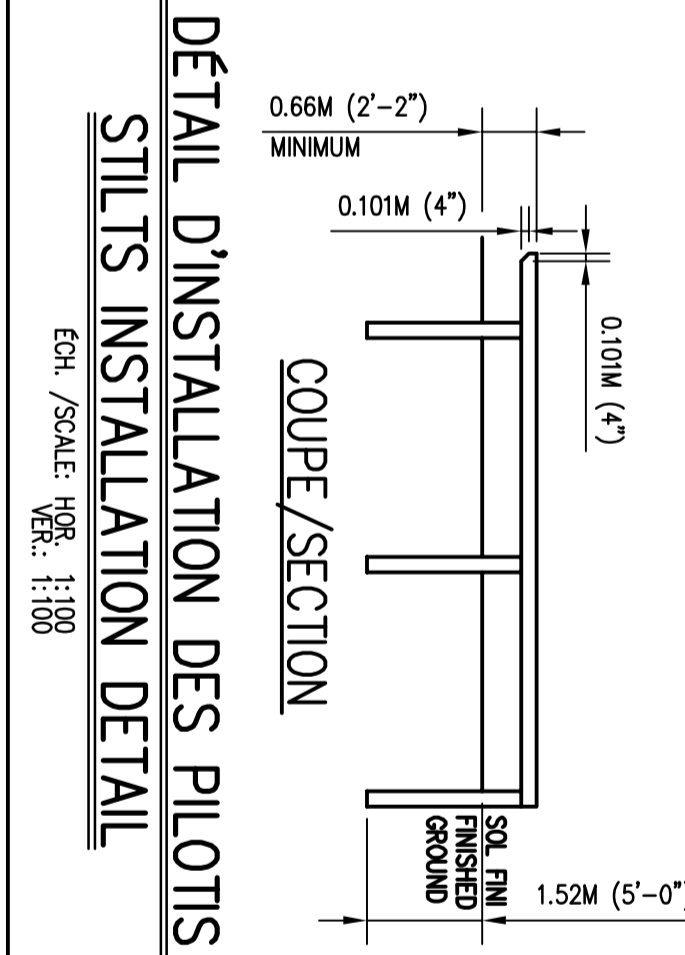 0.66M (2'-2")
MINIMUM
0.101M (4")
0.101M (4")
SOL FINI
FINISHED
GROUND
1.52M (5'-0")
COUPE/SECTION
DÉTAIL D'INSTALLATION DES PILOTIS
STILTS INSTALLATION DETAIL
ÉCH. /SCALE: HOR. 1:100
VER.: 1:100